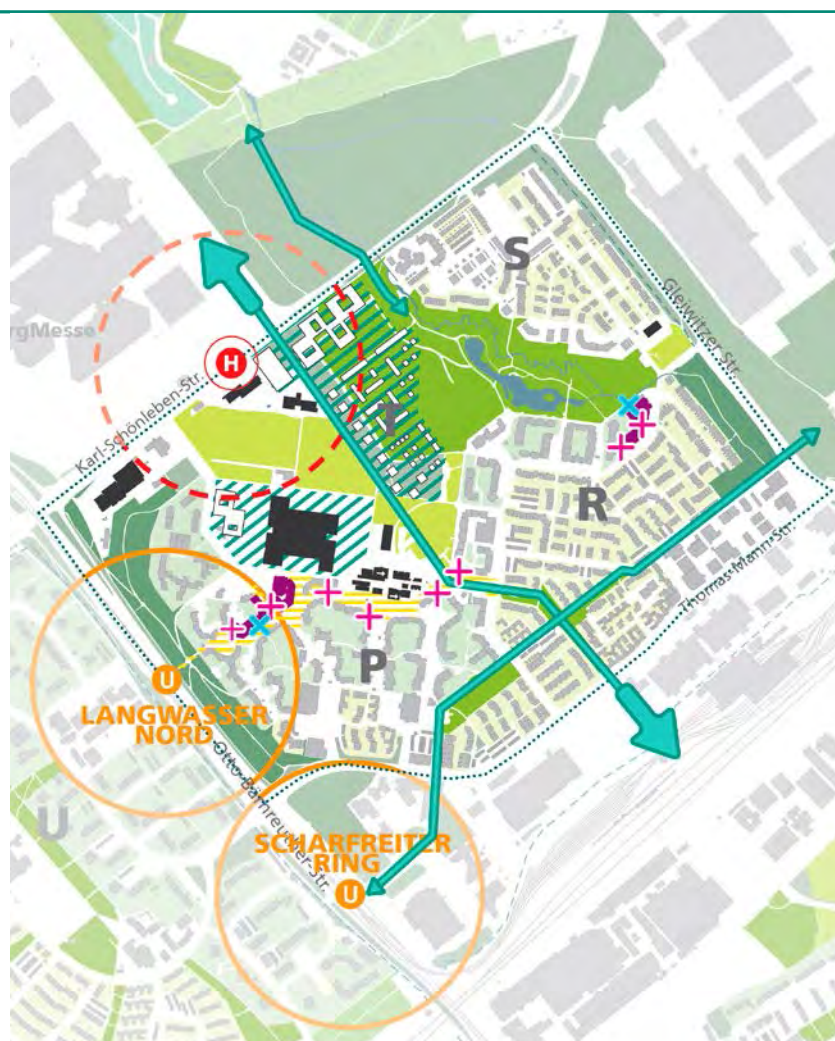 S
Gleiwitzer Str.
rgMesse
H
Karl-Schönleben-Str.
T
R
Thomas-Mann-Str.
P
U
LANGWASSER
NORD
Otto-Bärnreuther-Str.
Ü
SCHARFREITER
RING
U